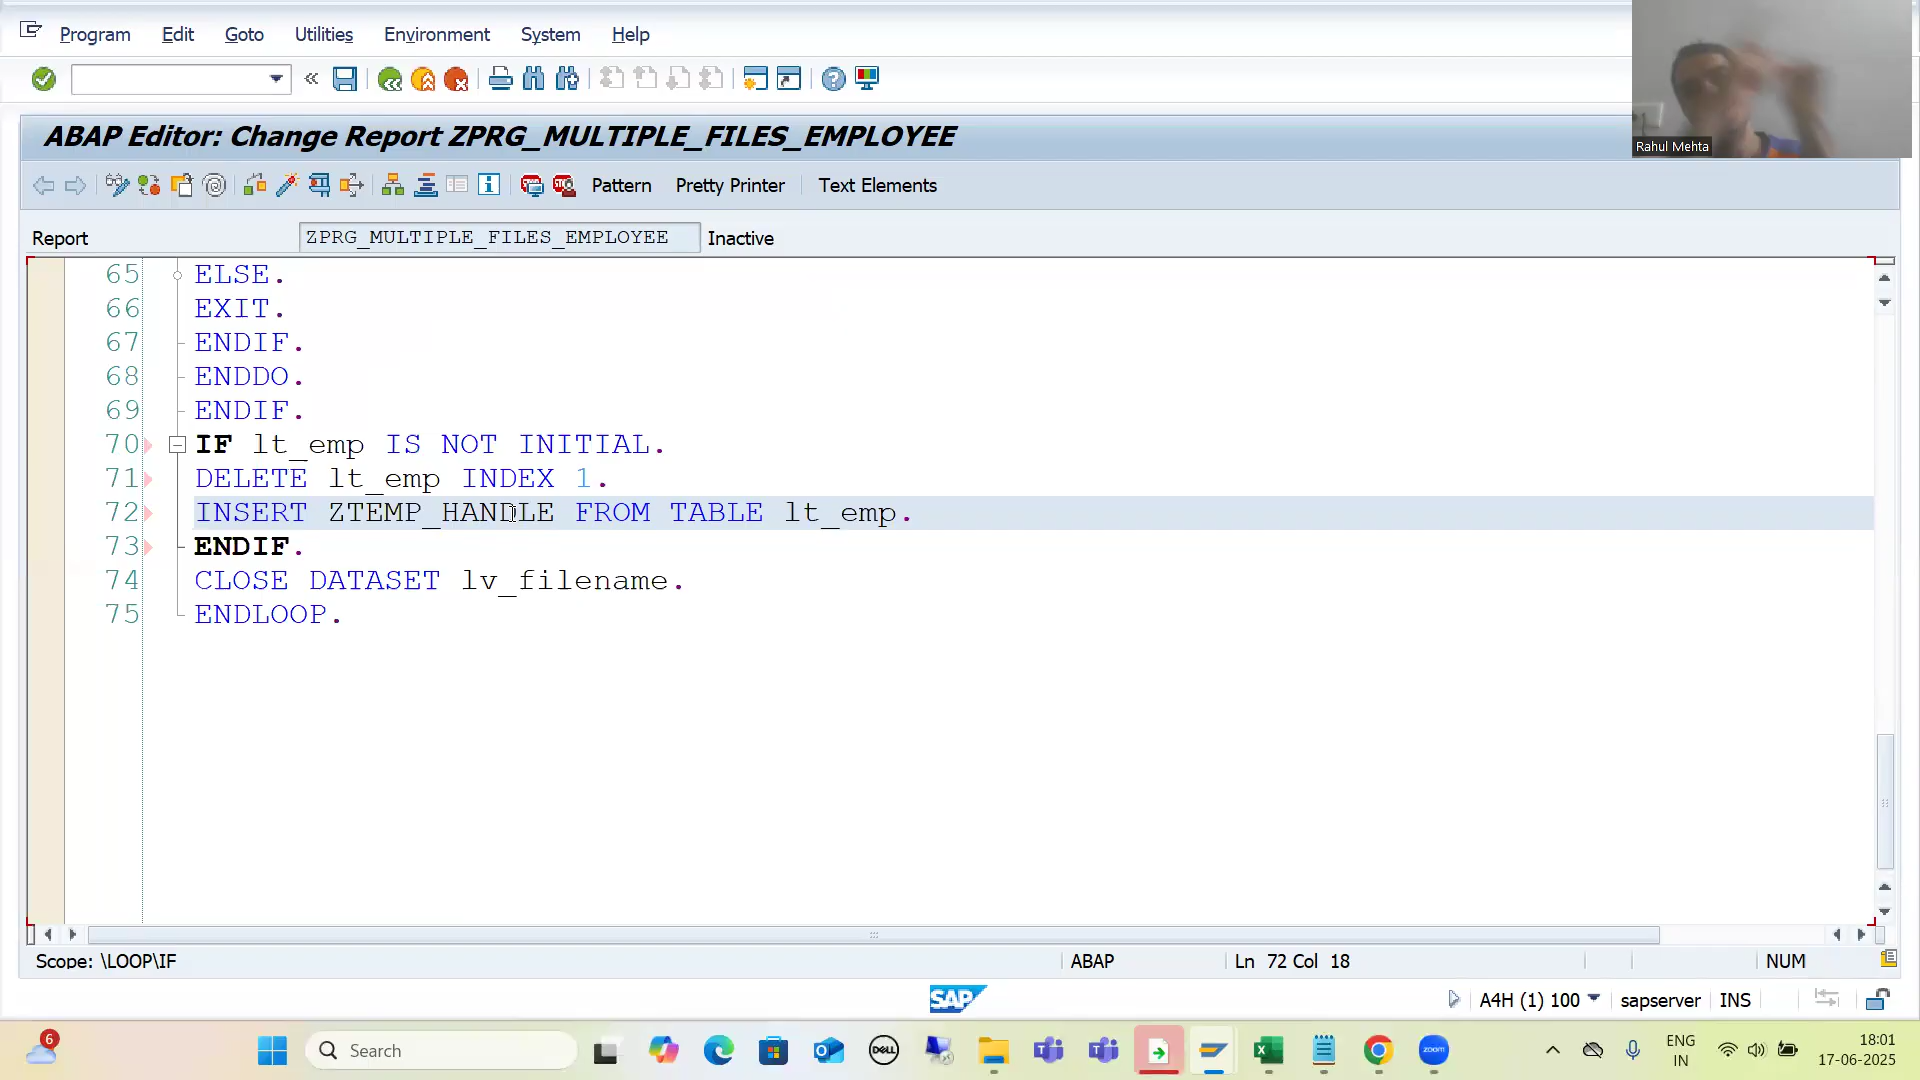 Program Edit Goto Utilities Environment System Help
Rahul Mehta
ABAP Editor: Change Report ZPRG_MULTIPLE_FILES_EMPLOYEE
Pattern Pretty Printer Text Elements
Report ZPRG_MULTIPLE_FILES_EMPLOYEE Inactive
65 ELSE.
66 EXIT.
67 ENDIF.
68 ENDDO.
69 ENDIF.
70 IF lt_emp IS NOT INITIAL.
71 DELETE lt_emp INDEX 1.
72 INSERT ZTEMP_HANDLE FROM TABLE lt_emp.
73 ENDIF.
74 CLOSE DATASET lv_filename.
75 ENDLOOP.
Scope: \LOOP\IF ABAP Ln 72 Col 18 NUM
SAP A4H (1) 100 sapserver INS
6 Search DELL zoom ENG 18:01
IN 17-06-2025